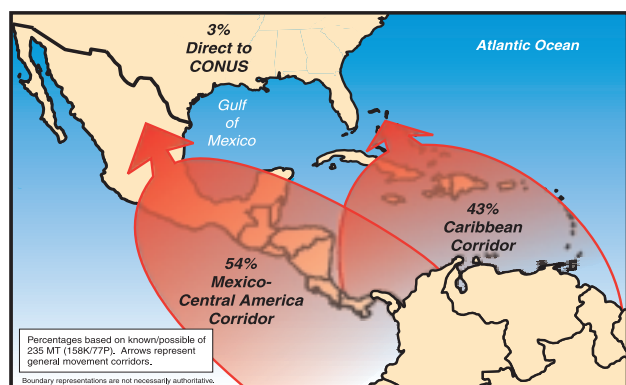 3%
Direct to
CONUS
Atlantic Ocean
Gulf
of
Mexico
43%
Caribbean
Corridor
54%
Mexico-
Central America
Corridor
Percentages based on known/possible of
235 MT (158K/77P).  Arrows represent
general movement corridors.
Boundary representations are not necessarily authoritative.